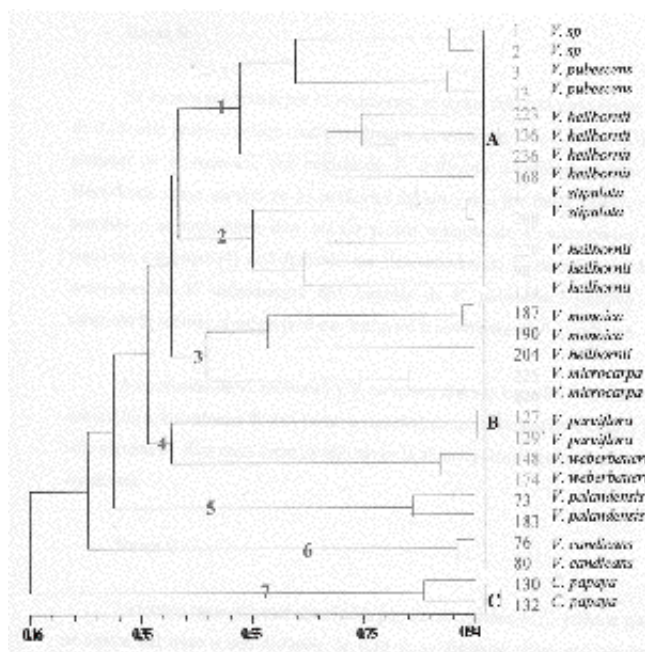 1 V. sp
2 V. sp
3 V. pubescens
13 V. pubescens
1
223 V. heilbornii
136 V. heilbornii
A
236 V. heilbornii
168 V. heilbornii
V. stipulata
V. stipulata
2
V. heilbornii
V. heilbornii
V. heilbornii
187 V. monoica
190 V. monoica
204 V. heilbornii
3
V. microcarpa
V. microcarpa
127 V. parviflora
B
129 V. parviflora
4
148 V. weberbaueri
174 V. weberbaueri
73 V. palandensis
5
183 V. palandensis
76 V. candicans
6
80 V. candicans
130 C. papaya
7
C
132 C. papaya
0.16 0.35 0.55 0.75 0.94